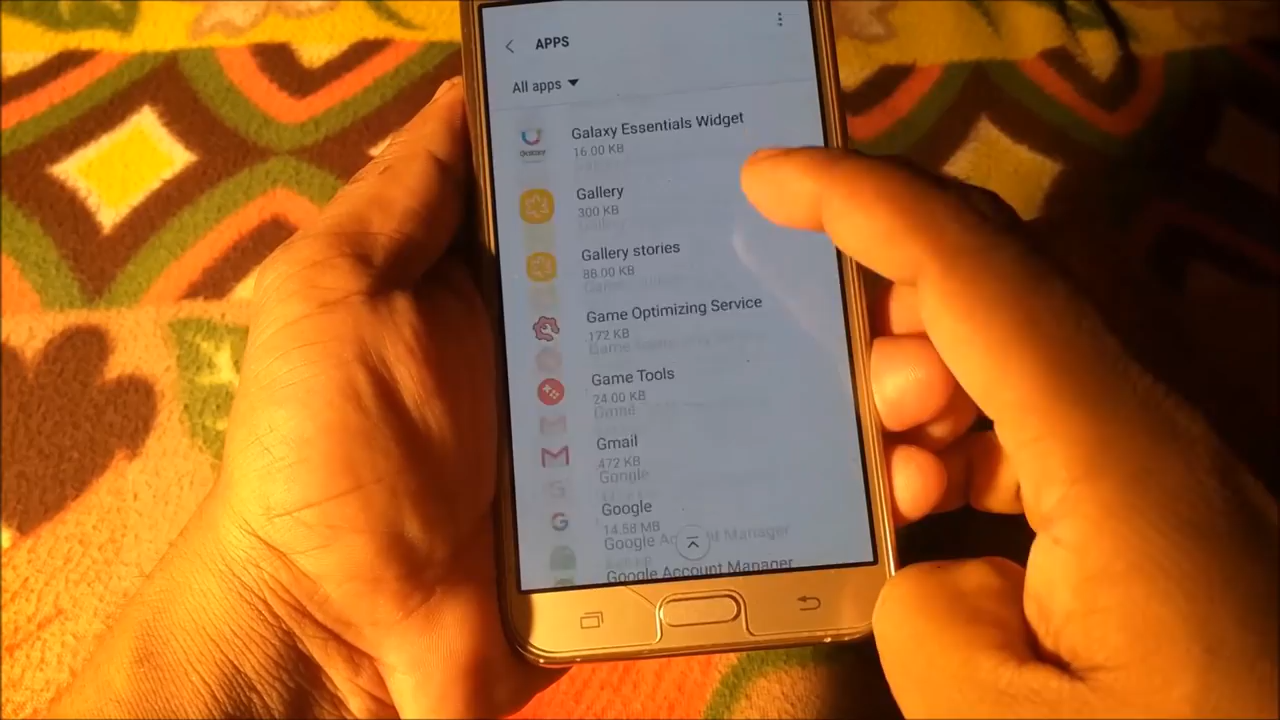 APPS
All apps
Galaxy Essentials Widget
16.00 KB
Gallery
300 KB
Gallery stories
88.00 KB
Game Optimizing Service
172 KB
Game Tools
24.00 KB
Gmail
472 KB
Google
14.58 MB
Google Account Manager